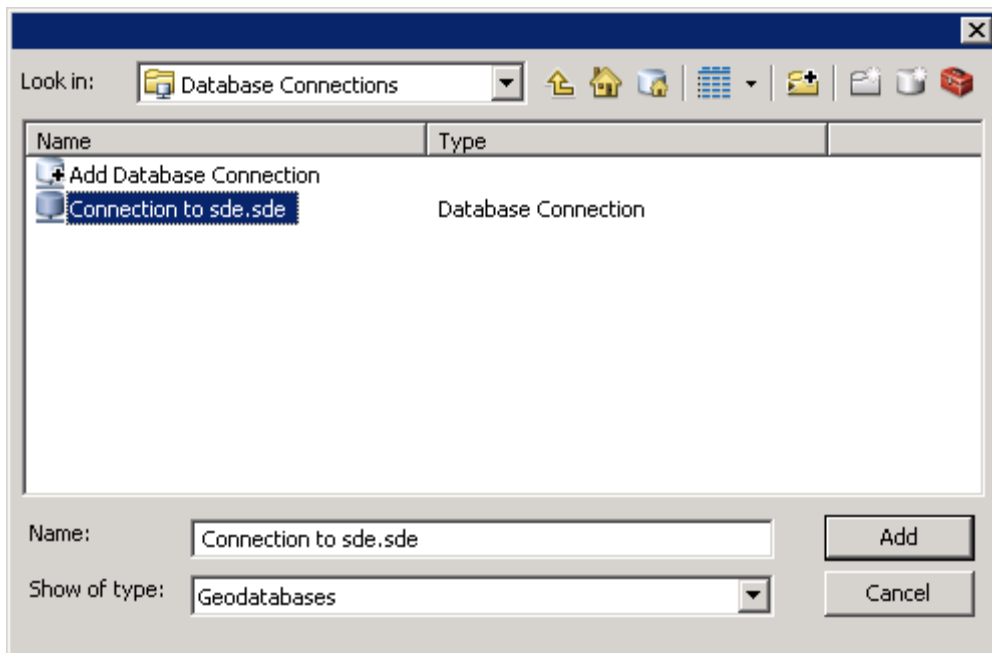 Look in:
Database Connections
Name Type
Add Database Connection
Connection to sde.sde Database Connection
Name: Connection to sde.sde Add
Show of type: Geodatabases Cancel